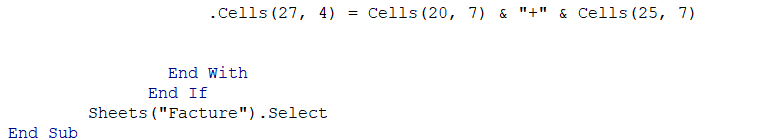 .Cells(27, 4) = Cells(20, 7) & "+" & Cells(25, 7)
End With
End If
Sheets("Facture").Select
End Sub